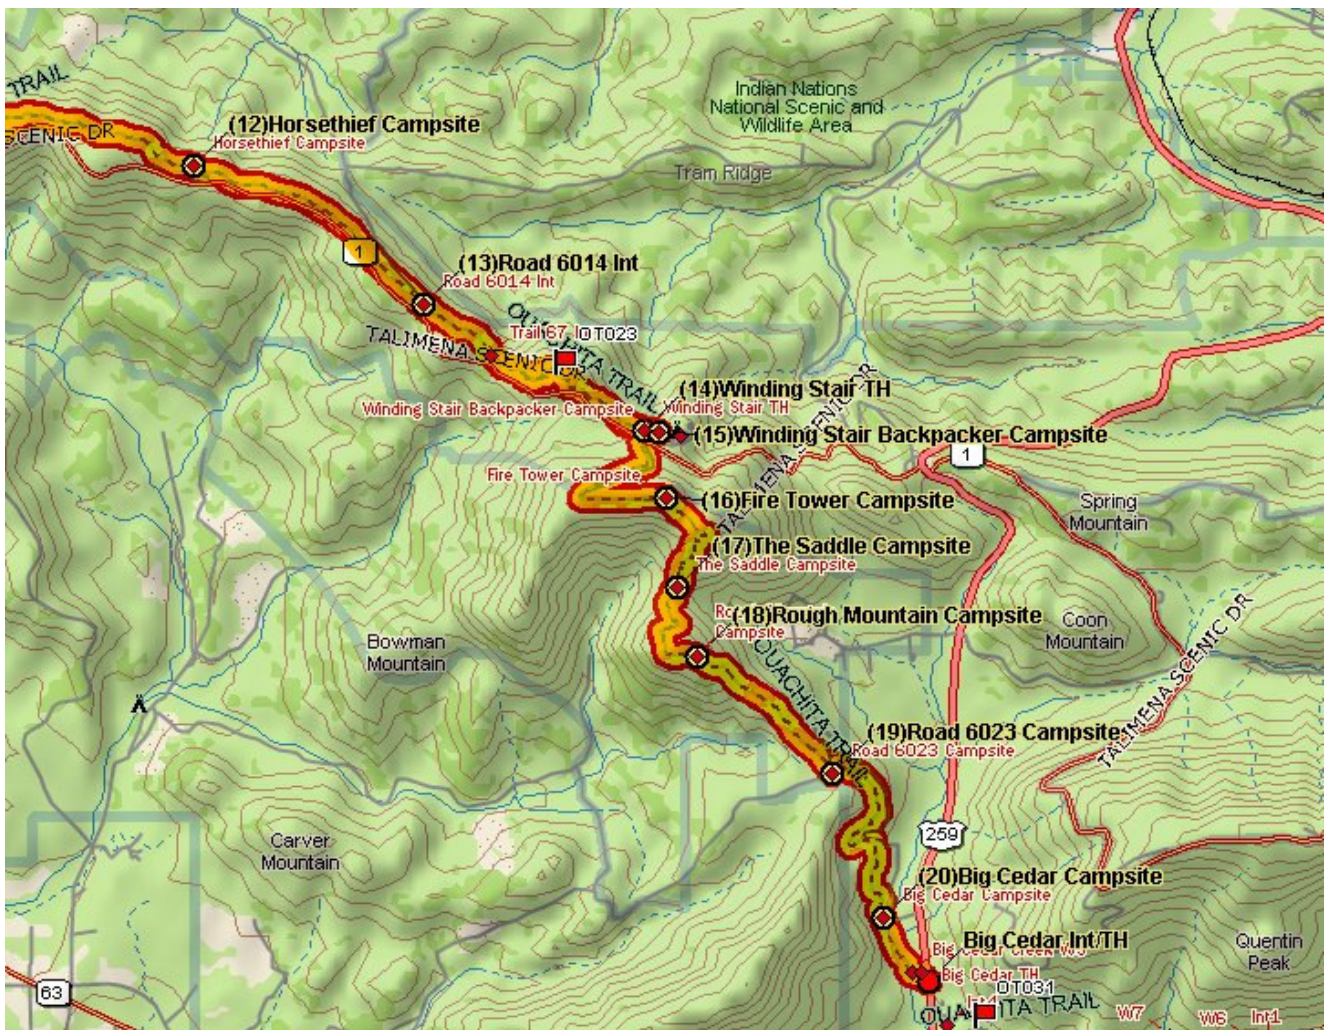 TRAIL
SCENIC DR
(12)Horsethief Campsite
Horsethief Campsite
Indian Nations
National Scenic and
Wildlife Area
Tram Ridge
1
(13)Road 6014 Int
Road 6014 Int
OUACHITA TRAIL
Trail 67
OT023
TALIMENA SCENIC DR
(14)Winding Stair TH
Winding Stair Backpacker Campsite
Winding Stair TH
(15)Winding Stair Backpacker Campsite
TALIMENA SCENIC DR
1
Fire Tower Campsite
(16)Fire Tower Campsite
Spring
Mountain
(17)The Saddle Campsite
The Saddle Campsite
(18)Rough Mountain Campsite
Campsite
Coon
Mountain
Bowman
Mountain
OUACHITA TRAIL
TALIMENA SCENIC DR
(19)Road 6023 Campsite
Road 6023 Campsite
259
Carver
Mountain
(20)Big Cedar Campsite
Big Cedar Campsite
Big Cedar Int/TH
Big Cedar Creek
Quentin
Peak
Big Cedar TH
63
OT031
OUACHITA TRAIL
W7
W6
Int1